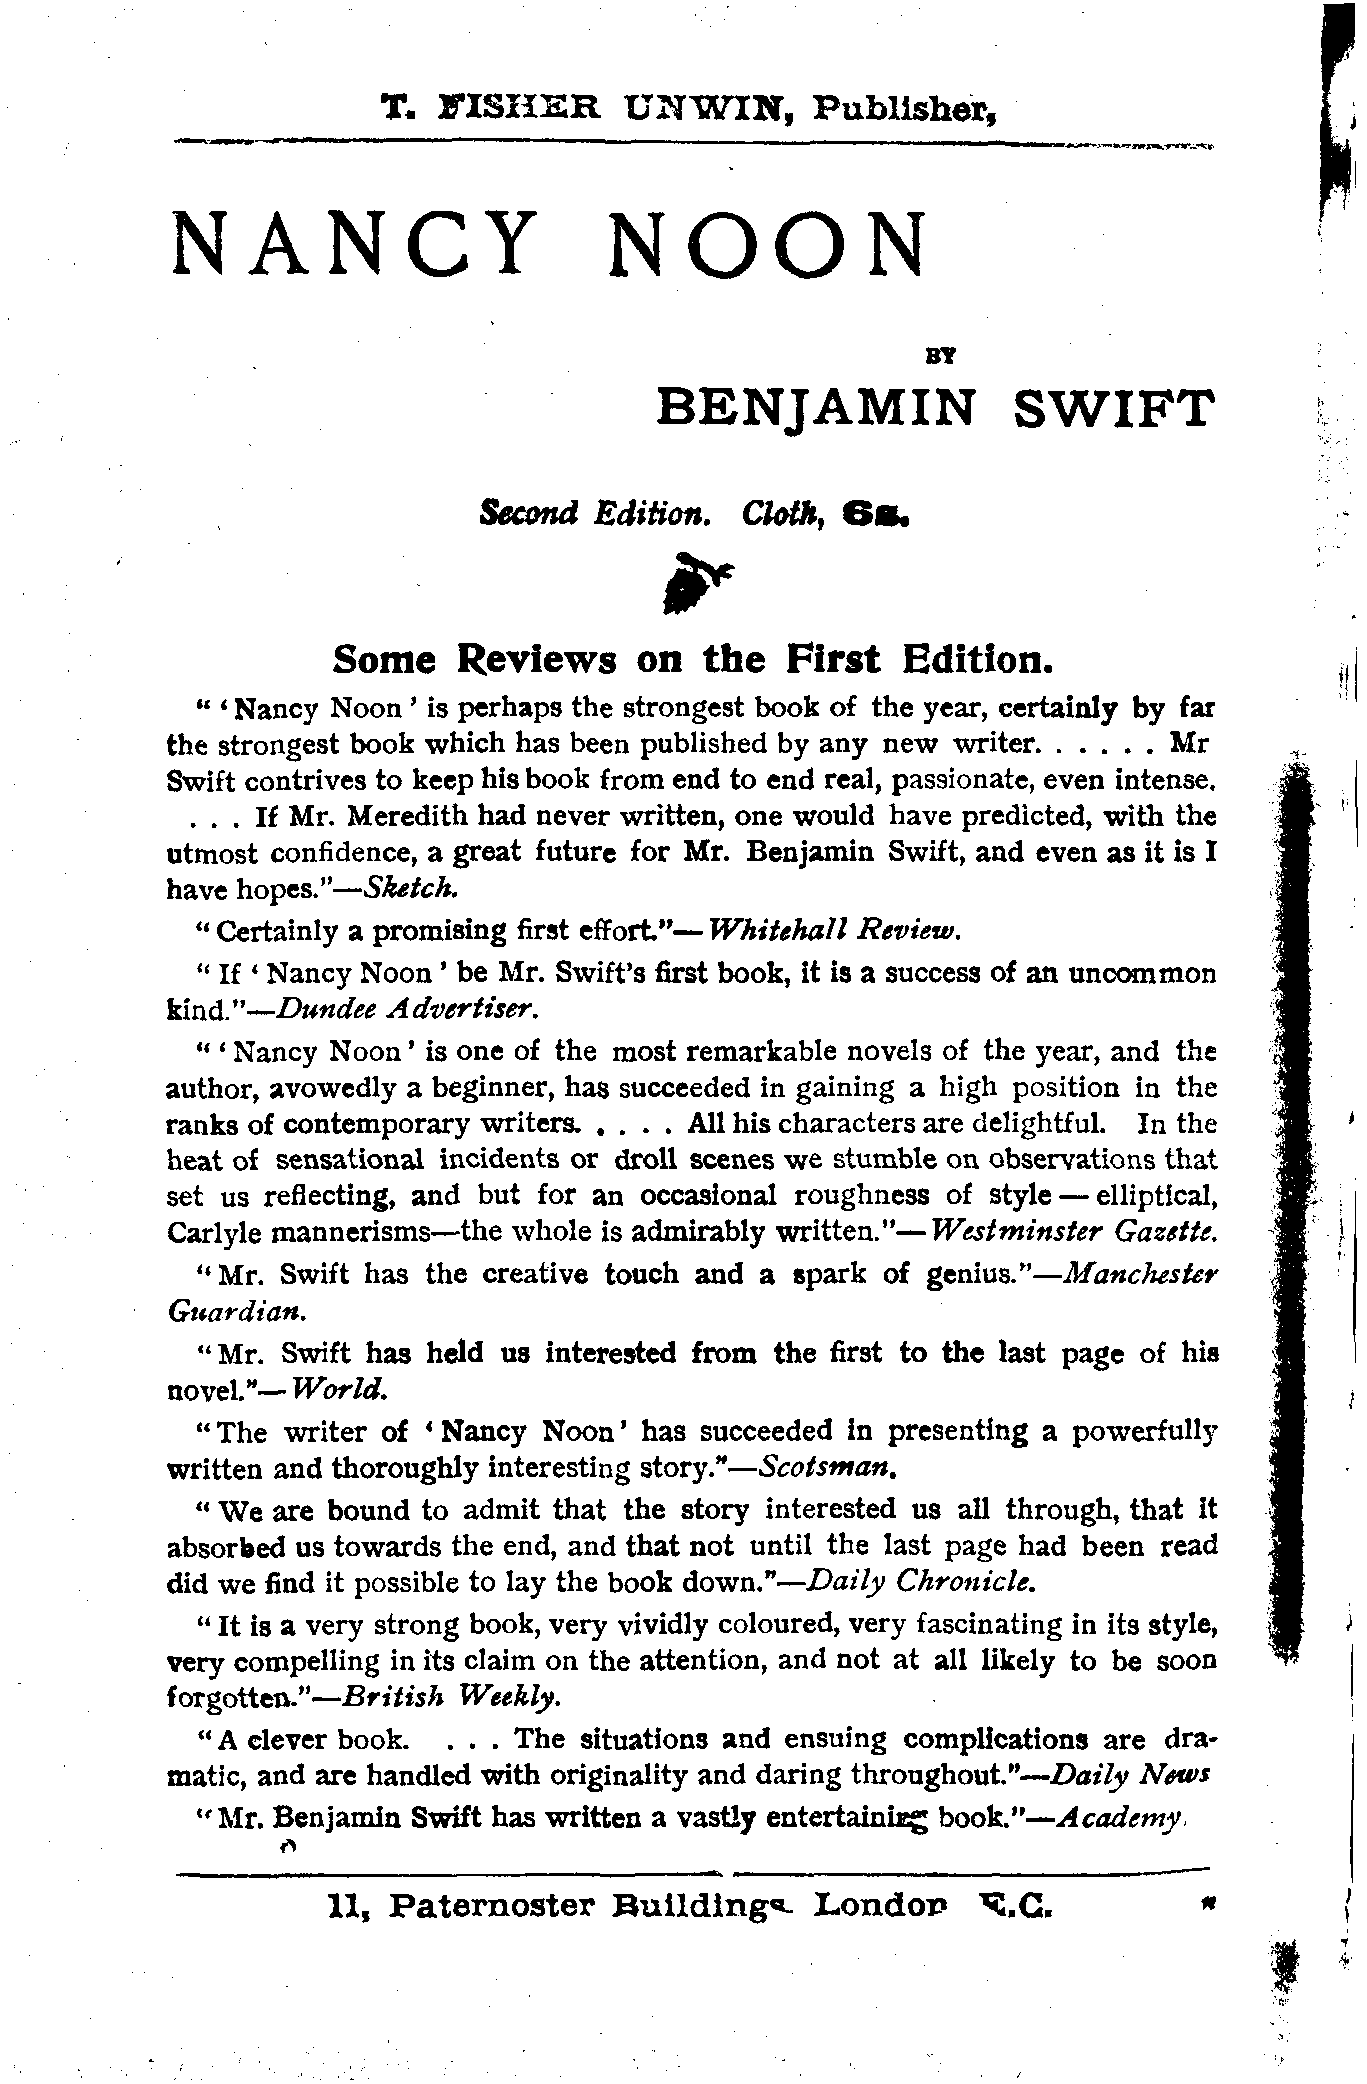 T. FISHER UNWIN, Publisher,
NANCY NOON
BY
BENJAMIN SWIFT
Second Edition. Cloth, 6s.
Some Reviews on the First Edition.
" 'Nancy Noon' is perhaps the strongest book of the year, certainly by far
the strongest book which has been published by any new writer. . . . . . Mr
Swift contrives to keep his book from end to end real, passionate, even intense.
. . . If Mr. Meredith had never written, one would have predicted, with the
utmost confidence, a great future for Mr. Benjamin Swift, and even as it is I
have hopes."—Sketch.
"Certainly a promising first effort."—Whitehall Review.
"If 'Nancy Noon' be Mr. Swift's first book, it is a success of an uncommon
kind."—Dundee Advertiser.
" 'Nancy Noon' is one of the most remarkable novels of the year, and the
author, avowedly a beginner, has succeeded in gaining a high position in the
ranks of contemporary writers. . . . . All his characters are delightful. In the
heat of sensational incidents or droll scenes we stumble on observations that
set us reflecting, and but for an occasional roughness of style — elliptical,
Carlyle mannerisms—the whole is admirably written."—Westminster Gazette.
"Mr. Swift has the creative touch and a spark of genius."—Manchester
Guardian.
"Mr. Swift has held us interested from the first to the last page of his
novel."—World.
"The writer of 'Nancy Noon' has succeeded in presenting a powerfully
written and thoroughly interesting story."—Scotsman.
"We are bound to admit that the story interested us all through, that it
absorbed us towards the end, and that not until the last page had been read
did we find it possible to lay the book down."—Daily Chronicle.
"It is a very strong book, very vividly coloured, very fascinating in its style,
very compelling in its claim on the attention, and not at all likely to be soon
forgotten."—British Weekly.
"A clever book. . . . The situations and ensuing complications are dra-
matic, and are handled with originality and daring throughout."—Daily News
"Mr. Benjamin Swift has written a vastly entertaining book."—Academy.
11, Paternoster Buildings London E.C.